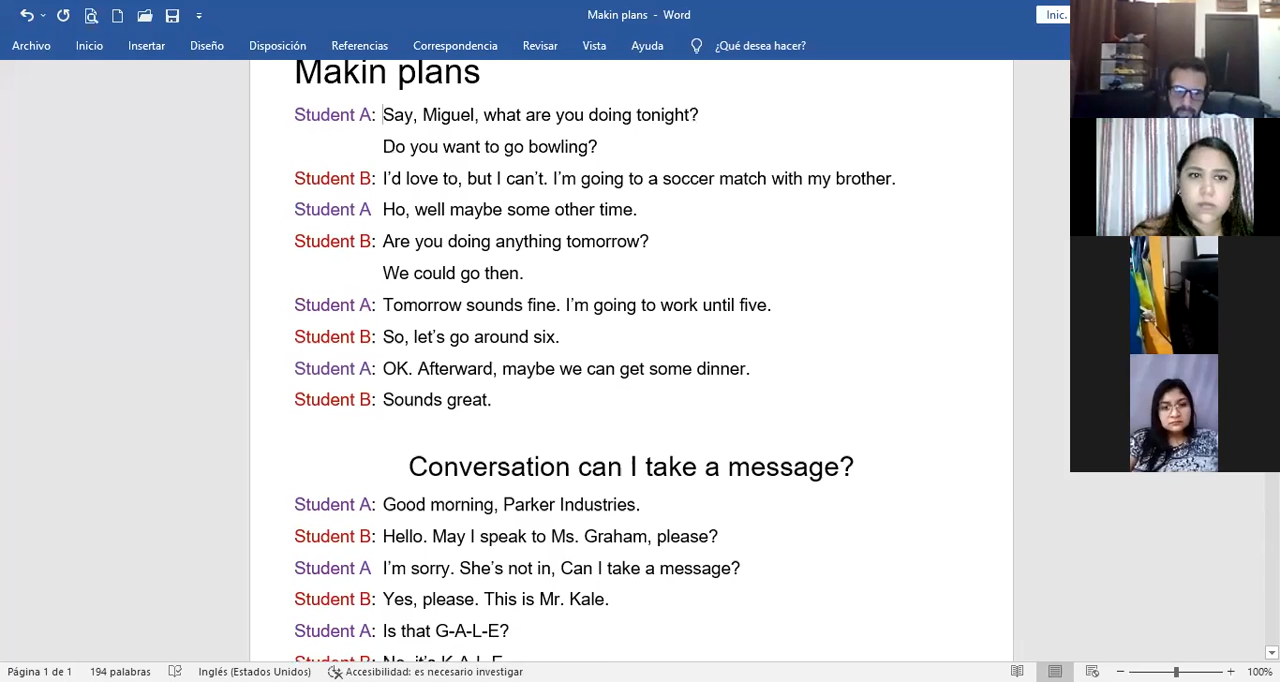 Makin plans - Word
Inic.
Archivo Inicio Insertar Diseño Disposición Referencias Correspondencia Revisar Vista Ayuda ¿Qué desea hacer?
Makin plans
Student A: Say, Miguel, what are you doing tonight?
Do you want to go bowling?
Student B: I'd love to, but I can't. I'm going to a soccer match with my brother.
Student A Ho, well maybe some other time.
Student B: Are you doing anything tomorrow?
We could go then.
Student A: Tomorrow sounds fine. I'm going to work until five.
Student B: So, let's go around six.
Student A: OK. Afterward, maybe we can get some dinner.
Student B: Sounds great.
Conversation can I take a message?
Student A: Good morning, Parker Industries.
Student B: Hello. May I speak to Ms. Graham, please?
Student A I'm sorry. She's not in, Can I take a message?
Student B: Yes, please. This is Mr. Kale.
Student A: Is that G-A-L-E?
Student B: No, it's K-A-L-E
Página 1 de 1 194 palabras Inglés (Estados Unidos) Accesibilidad: es necesario investigar 100%